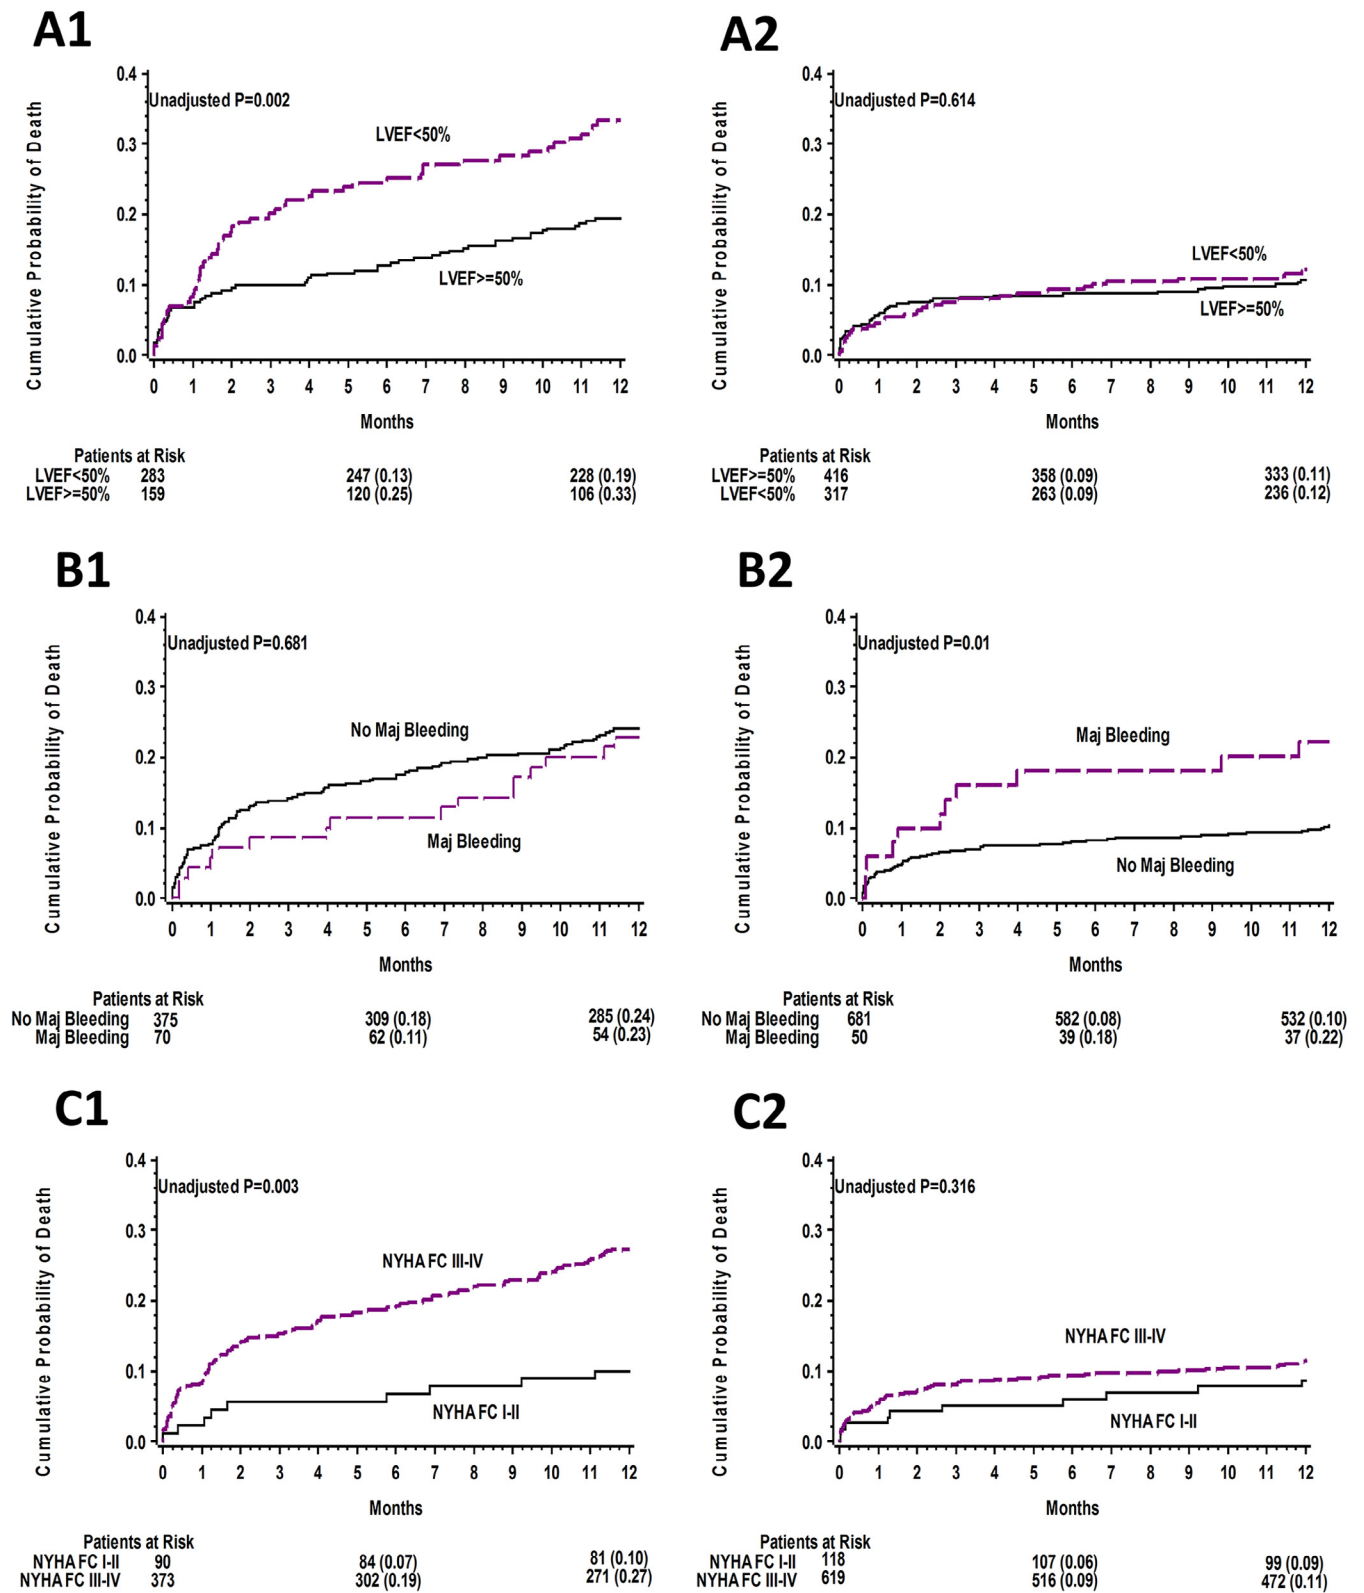 A1
0.4
0.3
0.2
0.1
0.0
Cumulative Probability of Death
Unadjusted P=0.002
LVEF<50%
LVEF>=50%
0 1 2 3 4 5 6 7 8 9 10 11 12
Months
Patients at Risk
LVEF<50% 283 247 (0.13) 228 (0.19)
LVEF>=50% 159 120 (0.25) 106 (0.33)
A2
0.4
0.3
0.2
0.1
0.0
Cumulative Probability of Death
Unadjusted P=0.614
LVEF<50%
LVEF>=50%
0 1 2 3 4 5 6 7 8 9 10 11 12
Months
Patients at Risk
LVEF>=50% 416 358 (0.09) 333 (0.11)
LVEF<50% 317 263 (0.09) 236 (0.12)
B1
0.4
0.3
0.2
0.1
0.0
Cumulative Probability of Death
Unadjusted P=0.681
No Maj Bleeding
Maj Bleeding
0 1 2 3 4 5 6 7 8 9 10 11 12
Months
Patients at Risk
No Maj Bleeding 375 309 (0.18) 285 (0.24)
Maj Bleeding 70 62 (0.11) 54 (0.23)
B2
0.4
0.3
0.2
0.1
0.0
Cumulative Probability of Death
Unadjusted P=0.01
Maj Bleeding
No Maj Bleeding
0 1 2 3 4 5 6 7 8 9 10 11 12
Months
Patients at Risk
No Maj Bleeding 681 582 (0.08) 532 (0.10)
Maj Bleeding 50 39 (0.18) 37 (0.22)
C1
0.4
0.3
0.2
0.1
0.0
Cumulative Probability of Death
Unadjusted P=0.003
NYHA FC III-IV
NYHA FC I-II
0 1 2 3 4 5 6 7 8 9 10 11 12
Months
Patients at Risk
NYHA FC I-II 90 84 (0.07) 81 (0.10)
NYHA FC III-IV 373 302 (0.19) 271 (0.27)
C2
0.4
0.3
0.2
0.1
0.0
Cumulative Probability of Death
Unadjusted P=0.316
NYHA FC III-IV
NYHA FC I-II
0 1 2 3 4 5 6 7 8 9 10 11 12
Months
Patients at Risk
NYHA FC I-II 118 107 (0.06) 99 (0.09)
NYHA FC III-IV 619 516 (0.09) 472 (0.11)